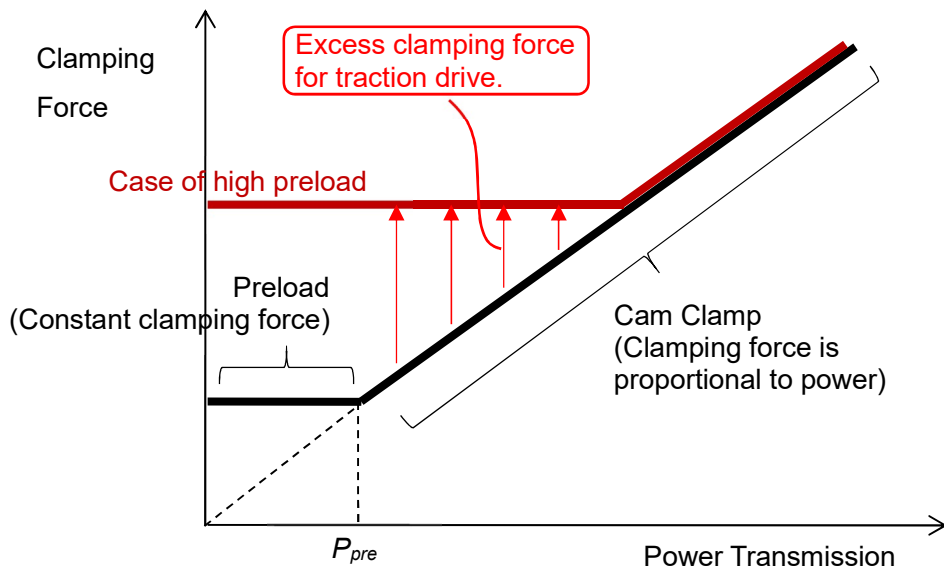 Clamping
Force
Excess clamping force
for traction drive.
Case of high preload
Preload
(Constant clamping force)
Cam Clamp
(Clamping force is
proportional to power)
Ppre
Power Transmission